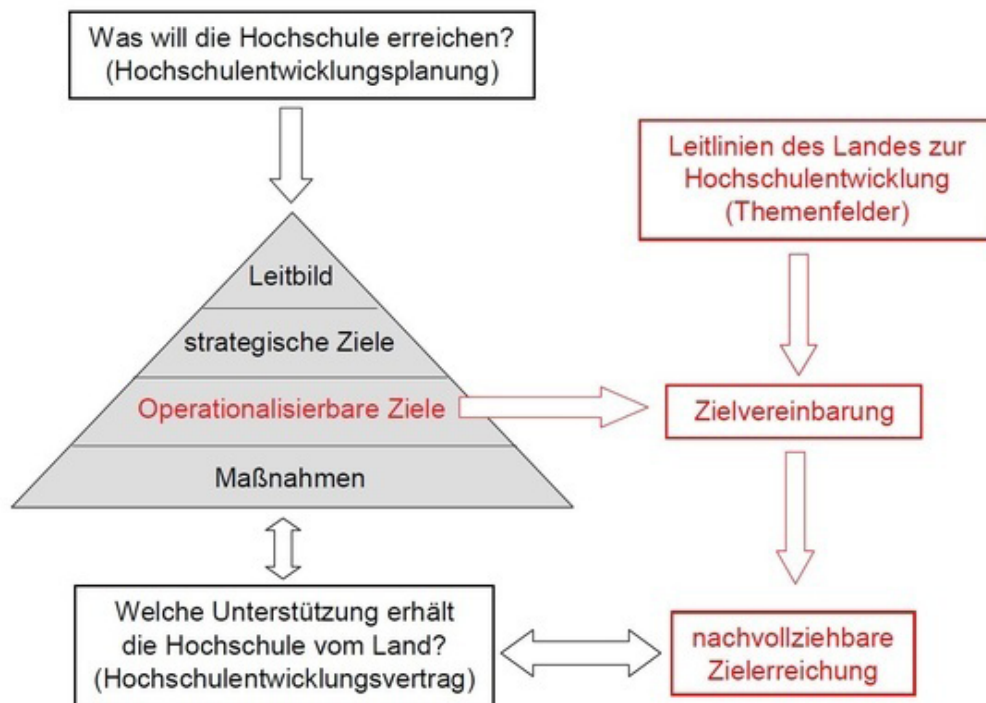 Was will die Hochschule erreichen?
(Hochschulentwicklungsplanung)
Leitlinien des Landes zur
Hochschulentwicklung
(Themenfelder)
Leitbild
strategische Ziele
Operationalisierbare Ziele
Zielvereinbarung
Maßnahmen
Welche Unterstützung erhält
die Hochschule vom Land?
(Hochschulentwicklungsvertrag)
nachvollziehbare
Zielerreichung